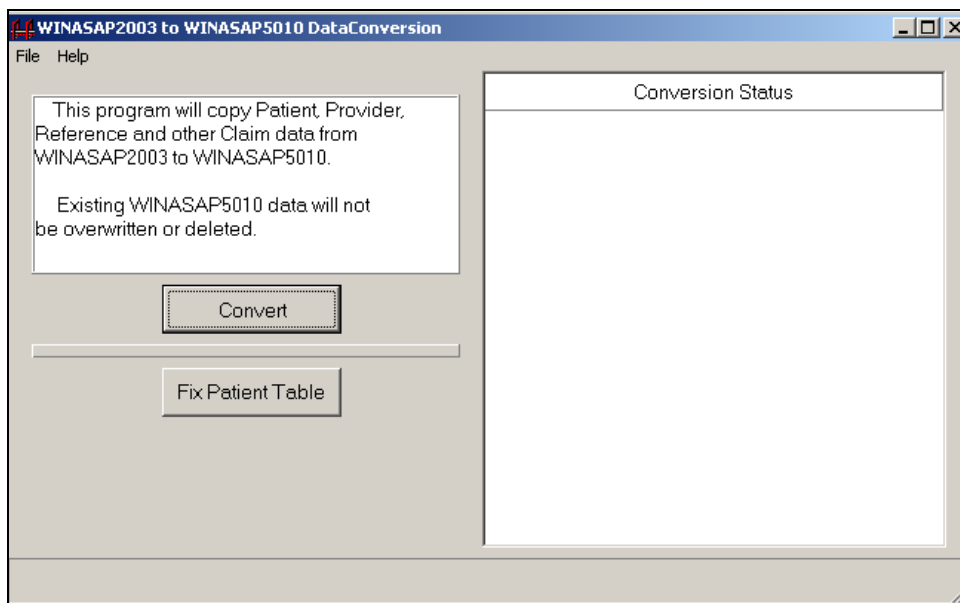 WINASAP2003 to WINASAP5010 DataConversion
File Help
This program will copy Patient, Provider,
Reference and other Claim data from
WINASAP2003 to WINASAP5010.
Existing WINASAP5010 data will not
be overwritten or deleted.
Convert
Fix Patient Table
Conversion Status